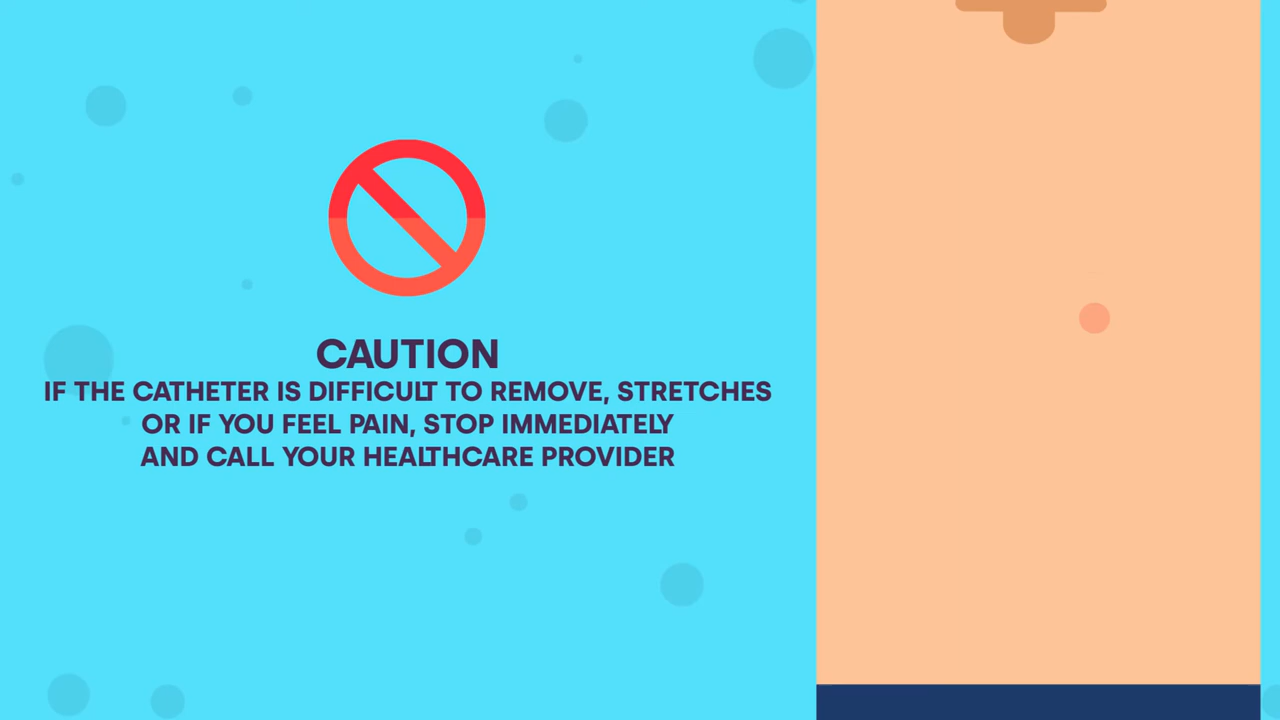 CAUTION
IF THE CATHETER IS DIFFICULT TO REMOVE, STRETCHES
OR IF YOU FEEL PAIN, STOP IMMEDIATELY
AND CALL YOUR HEALTHCARE PROVIDER